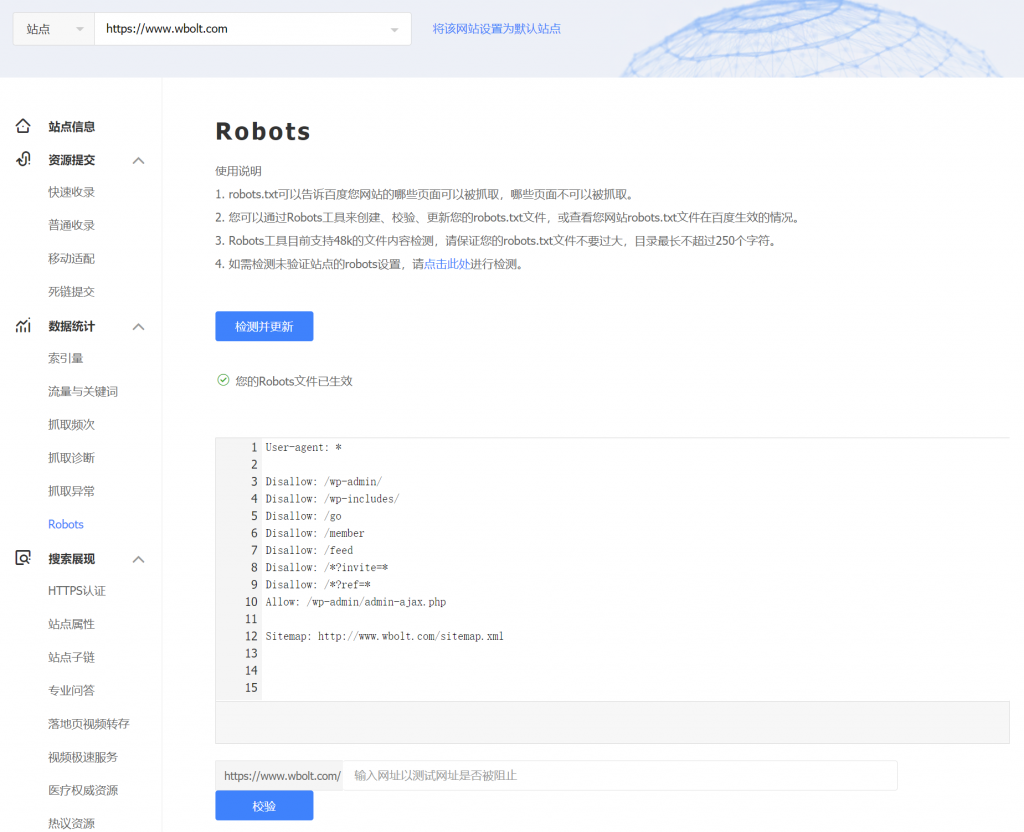 站点 https://www.wbolt.com 将该网站设置为默认站点
站点信息
资源提交
快速收录
普通收录
移动适配
死链提交
数据统计
索引量
流量与关键词
抓取频次
抓取诊断
抓取异常
Robots
搜索展现
HTTPS认证
站点属性
站点子链
专业问答
落地页视频转存
视频极速服务
医疗权威资源
热议资源
Robots
使用说明
1. robots.txt可以告诉百度您网站的哪些页面可以被抓取，哪些页面不可以被抓取。
2. 您可以通过Robots工具来创建、校验、更新您的robots.txt文件，或查看您网站robots.txt文件在百度生效的情况。
3. Robots工具目前支持48k的文件内容检测，请保证您的robots.txt文件不要过大，目录最长不超过250个字符。
4. 如需检测未验证站点的robots设置，请点击此处进行检测。
检测并更新
您的Robots文件已生效
1 User-agent: *
2
3 Disallow: /wp-admin/
4 Disallow: /wp-includes/
5 Disallow: /go
6 Disallow: /member
7 Disallow: /feed
8 Disallow: /*?invite=*
9 Disallow: /*?ref=*
10 Allow: /wp-admin/admin-ajax.php
11
12 Sitemap: http://www.wbolt.com/sitemap.xml
13
14
15
https://www.wbolt.com/ 输入网址以测试网址是否被阻止
校验